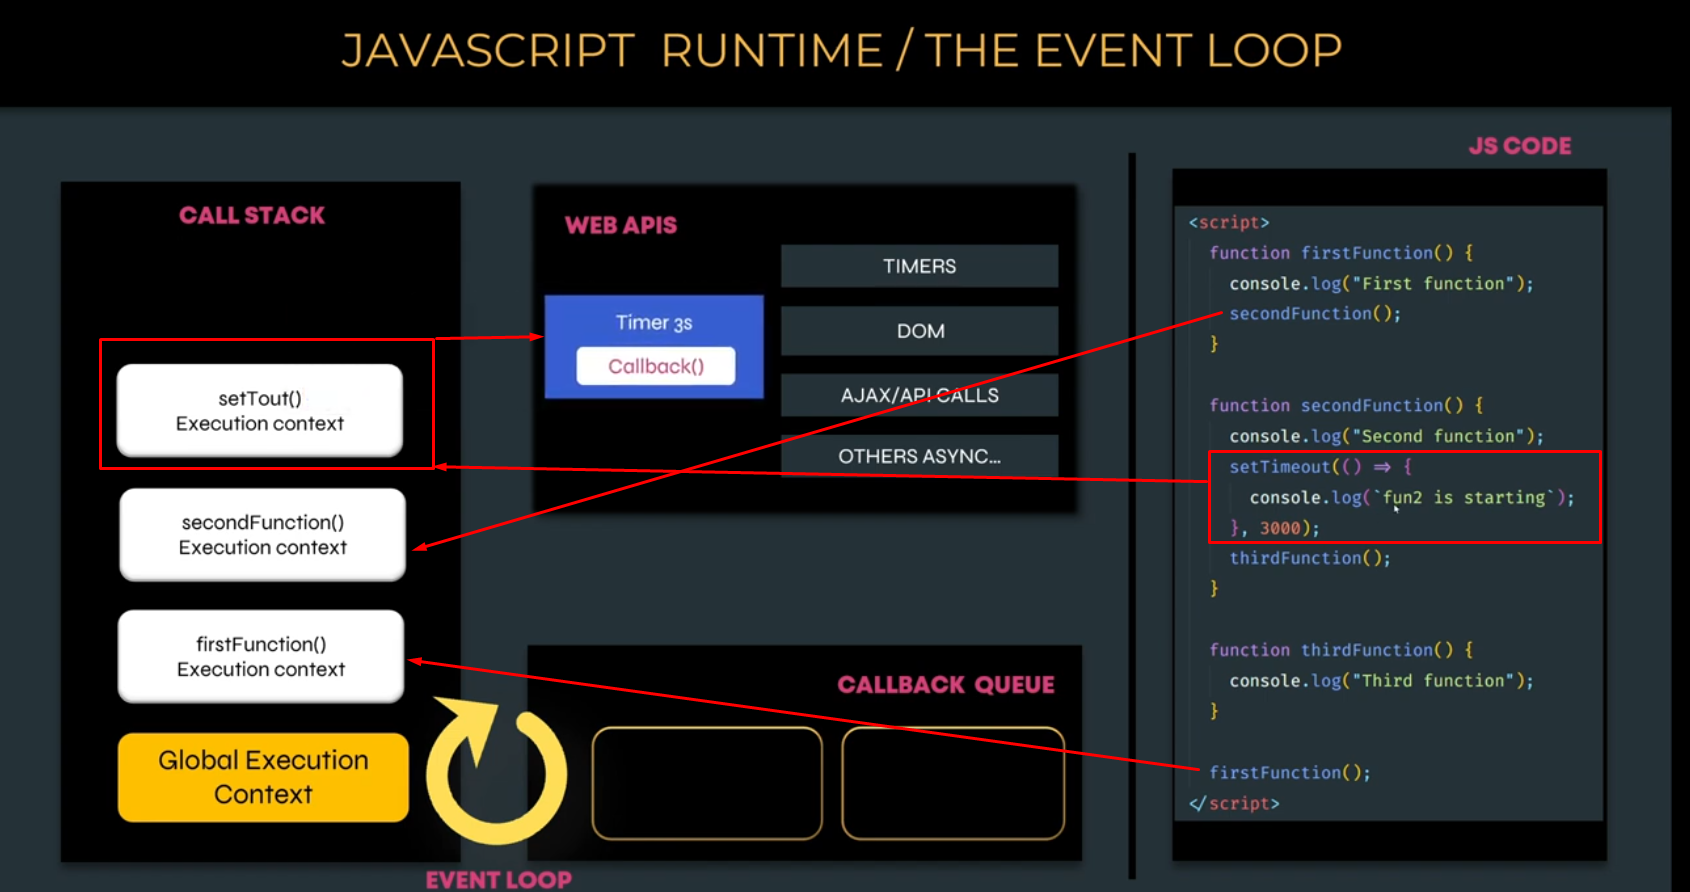 JAVASCRIPT RUNTIME / THE EVENT LOOP
CALL STACK
setTout()
Execution context
secondFunction()
Execution context
firstFunction()
Execution context
Global Execution
Context
EVENT LOOP
WEB APIS
Timer 3s
Callback()
TIMERS
DOM
AJAX/API CALLS
OTHERS ASYNC...
CALLBACK QUEUE
JS CODE
<script>
function firstFunction() {
console.log("First function");
secondFunction();
}
function secondFunction() {
console.log("Second function");
setTimeout(() => {
console.log(`fun2 is starting`);
}, 3000);
thirdFunction();
}
function thirdFunction() {
console.log("Third function");
}
firstFunction();
</script>